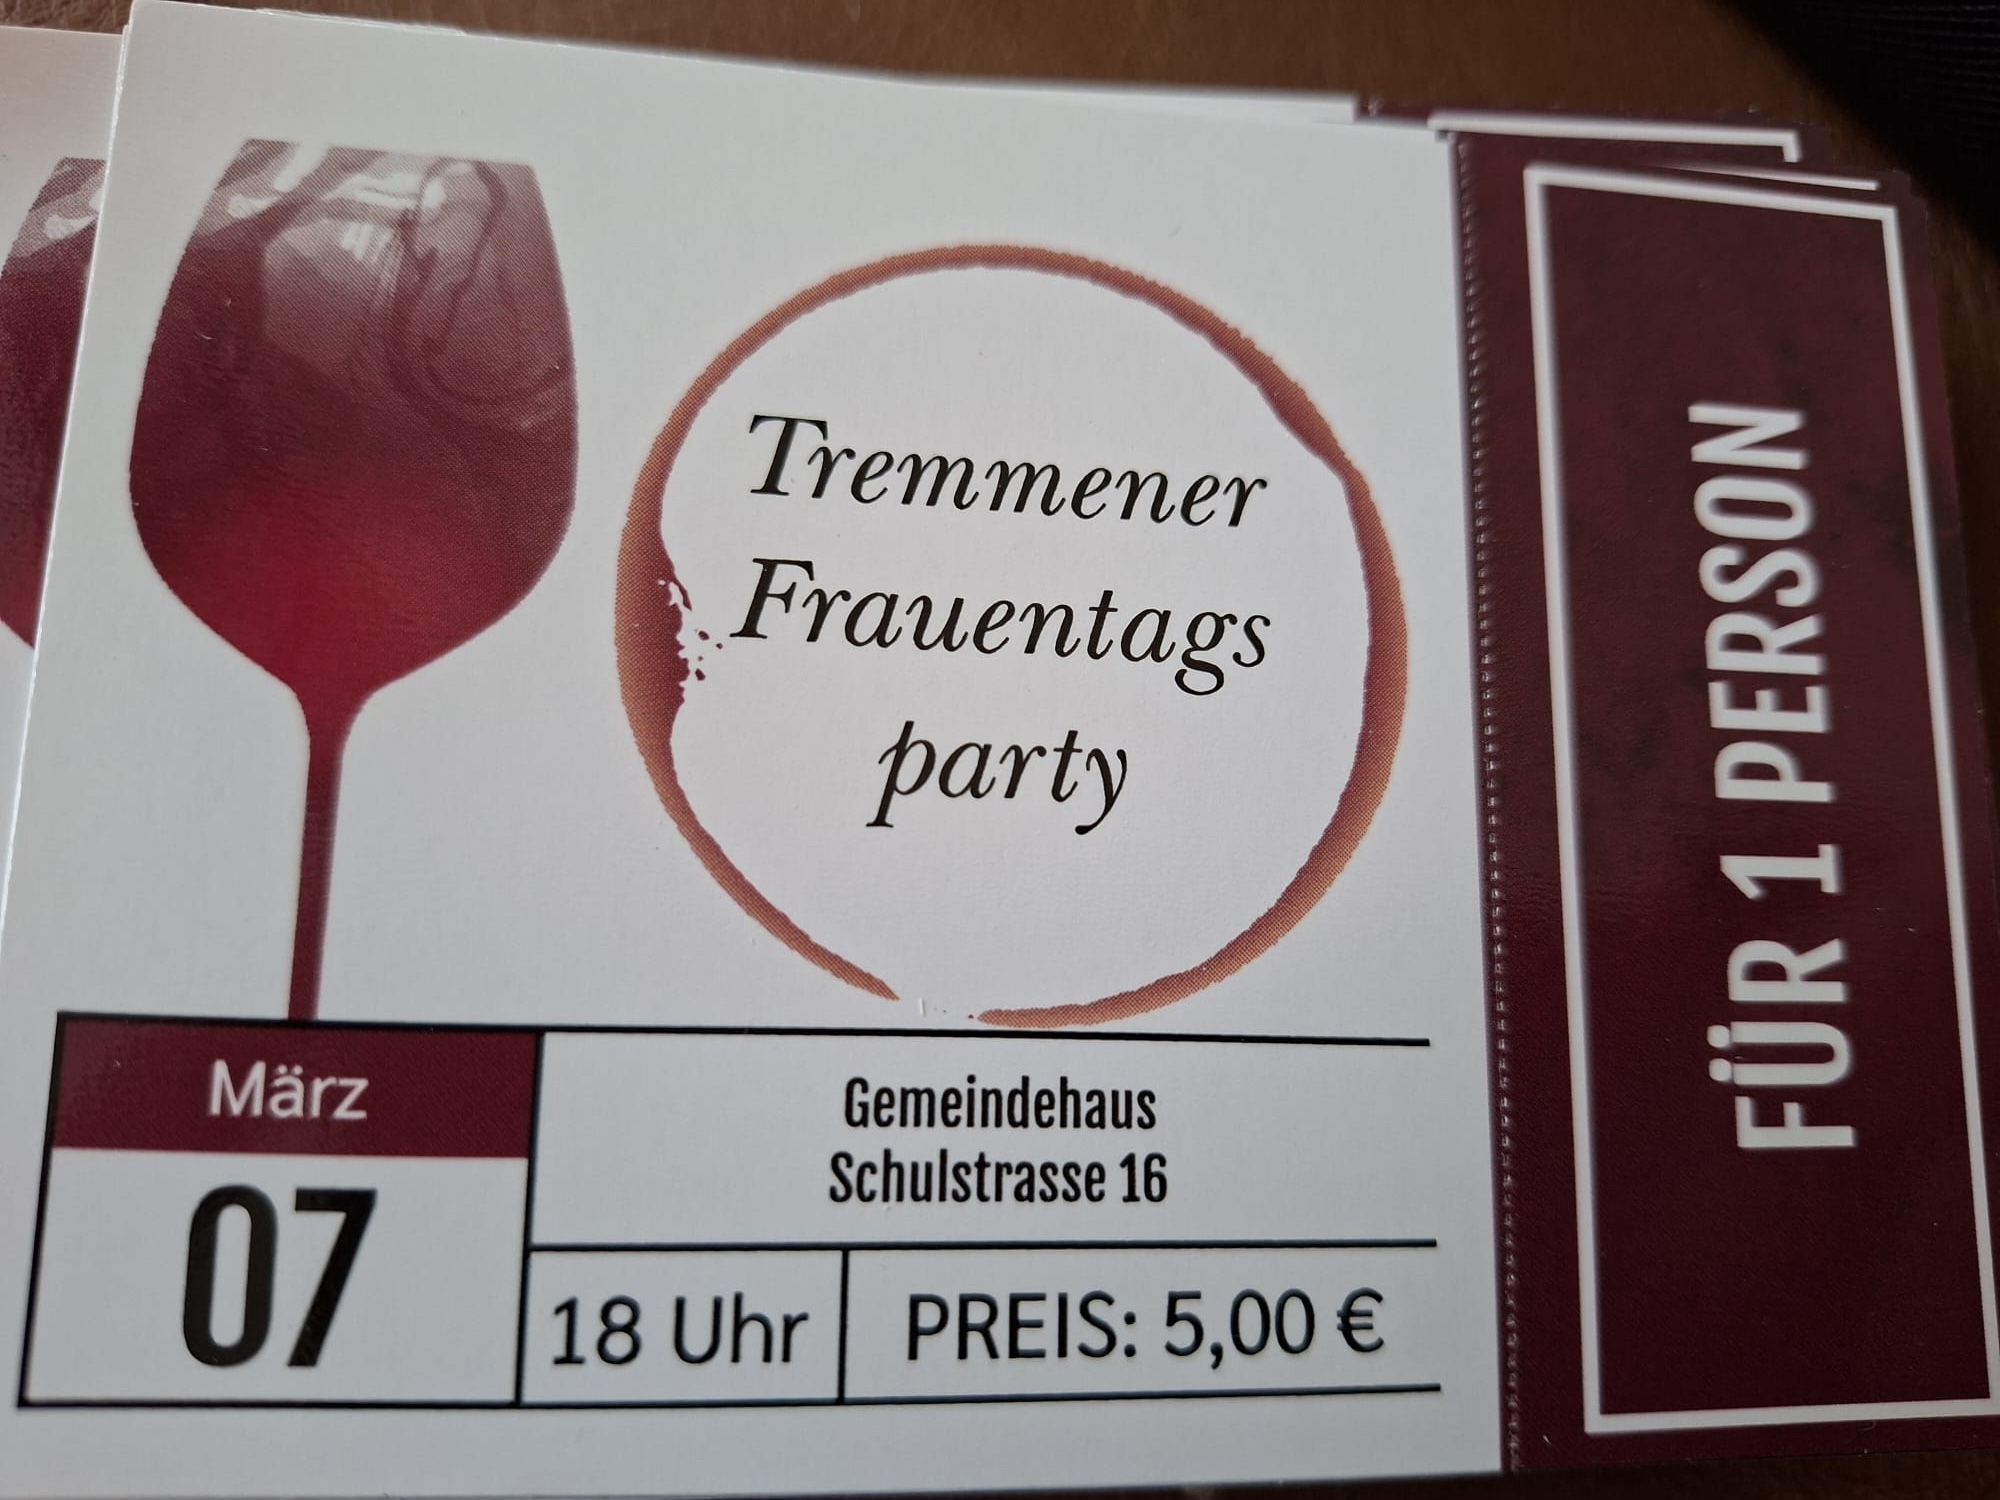 Tremmener
Frauentags
party
März
07
Gemeindehaus
Schulstrasse 16
18 Uhr
PREIS: 5,00 €
FÜR 1 PERSON